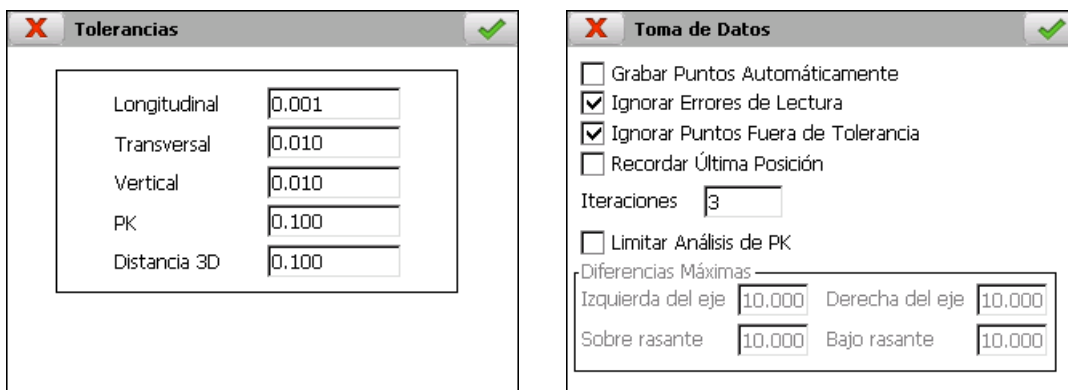 Tolerancias
Longitudinal 0.001
Transversal 0.010
Vertical 0.010
PK 0.100
Distancia 3D 0.100
Toma de Datos
Grabar Puntos Automáticamente
Ignorar Errores de Lectura
Ignorar Puntos Fuera de Tolerancia
Recordar Última Posición
Iteraciones 3
Limitar Análisis de PK
Diferencias Máximas
Izquierda del eje 10.000 Derecha del eje 10.000
Sobre rasante 10.000 Bajo rasante 10.000